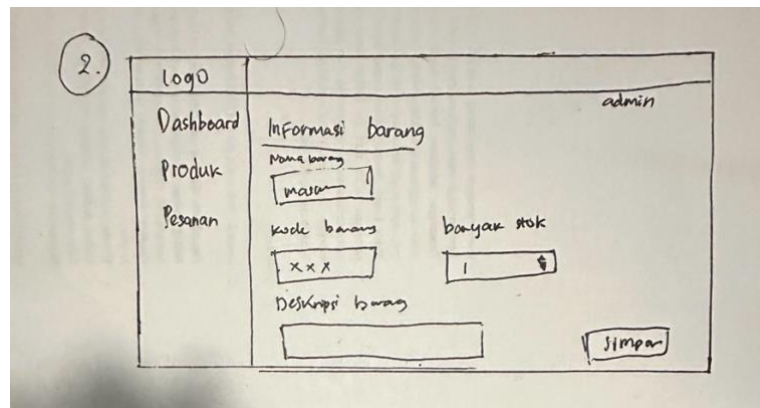 2.
Logo
admin
Dashboard
Produk
Pesanan
Informasi barang
Nama barang
Kode barang
banyak stok
xxx
1
Deskripsi barang
Simpan